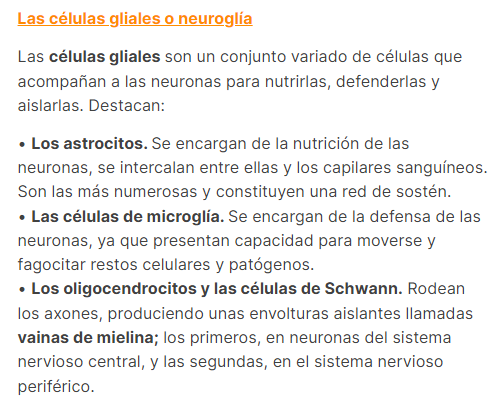 Las células gliales o neuroglía
Las células gliales son un conjunto variado de células que
acompañan a las neuronas para nutrirlas, defenderlas y
aislarlas. Destacan:
• Los astrocitos. Se encargan de la nutrición de las
neuronas, se intercalan entre ellas y los capilares sanguíneos.
Son las más numerosas y constituyen una red de sostén.
• Las células de microglía. Se encargan de la defensa de las
neuronas, ya que presentan capacidad para moverse y
fagocitar restos celulares y patógenos.
• Los oligocendrocitos y las células de Schwann. Rodean
los axones, produciendo unas envolturas aislantes llamadas
vainas de mielina; los primeros, en neuronas del sistema
nervioso central, y las segundas, en el sistema nervioso
periférico.